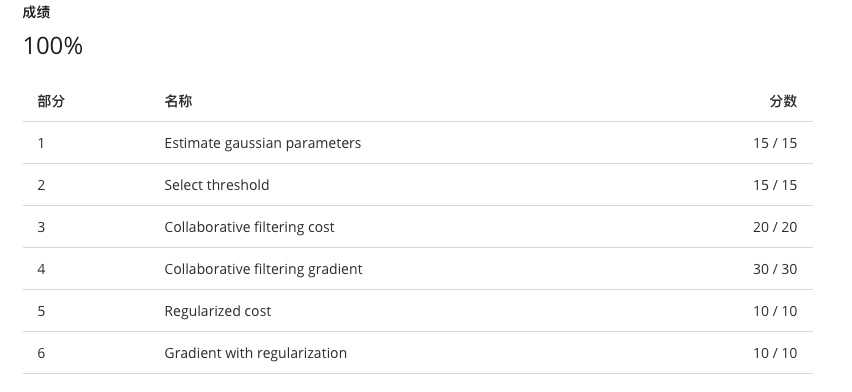 成绩
100%
部分 名称 分数
1 Estimate gaussian parameters 15 / 15
2 Select threshold 15 / 15
3 Collaborative filtering cost 20 / 20
4 Collaborative filtering gradient 30 / 30
5 Regularized cost 10 / 10
6 Gradient with regularization 10 / 10